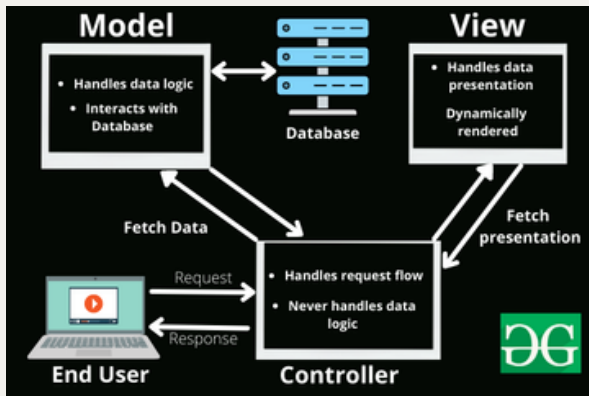 Model
View
• Handles data logic
• Interacts with
Database
Database
• Handles data
presentation
Dynamically
rendered
Fetch Data
Fetch
presentation
Request
Response
• Handles request flow
• Never handles data
logic
End User
Controller